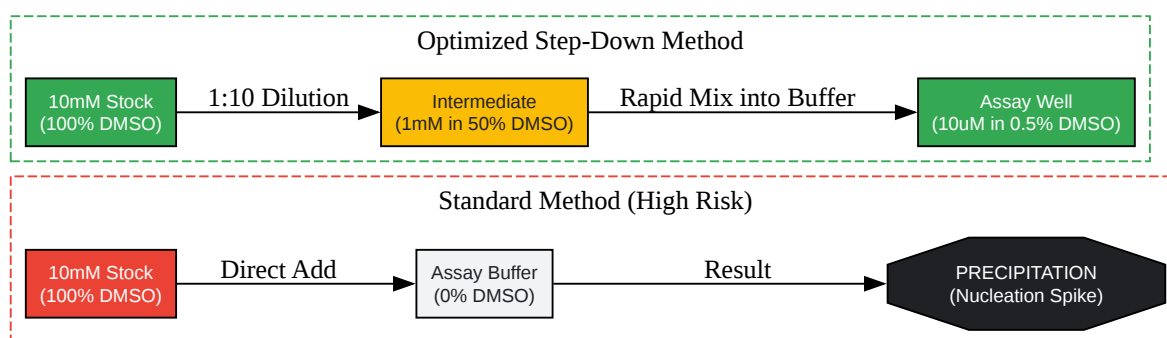 Optimized Step-Down Method
10mM Stock
(100% DMSO)
1:10 Dilution
Intermediate
(1mM in 50% DMSO)
Rapid Mix into Buffer
Assay Well
(10uM in 0.5% DMSO)
Standard Method (High Risk)
10mM Stock
(100% DMSO)
Direct Add
Assay Buffer
(0% DMSO)
Result
PRECIPITATION
(Nucleation Spike)